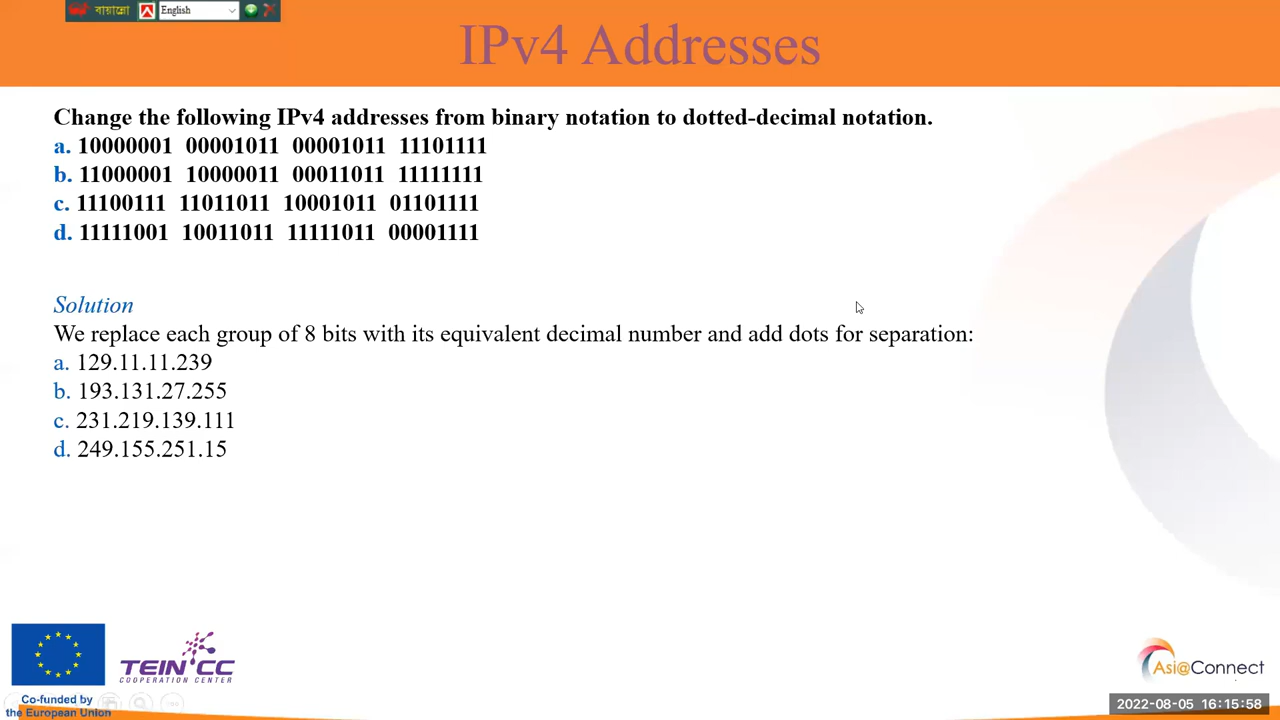 বায়ান্নো English
IPv4 Addresses
Change the following IPv4 addresses from binary notation to dotted-decimal notation.
a. 10000001 00001011 00001011 11101111
b. 11000001 10000011 00011011 11111111
c. 11100111 11011011 10001011 01101111
d. 11111001 10011011 11111011 00001111
Solution
We replace each group of 8 bits with its equivalent decimal number and add dots for separation:
a. 129.11.11.239
b. 193.131.27.255
c. 231.219.139.111
d. 249.155.251.15
TEIN CC
COOPERATION CENTER
Asi@Connect
Co-funded by
the European Union
2022-08-05 16:15:58